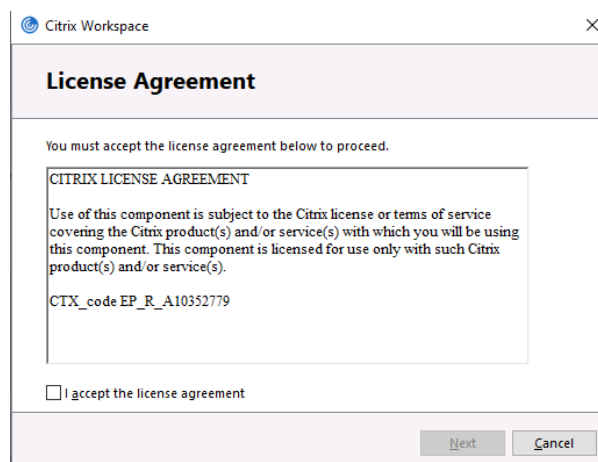 Citrix Workspace
License Agreement
You must accept the license agreement below to proceed.
CITRIX LICENSE AGREEMENT
Use of this component is subject to the Citrix license or terms of service
covering the Citrix product(s) and/or service(s) with which you will be using
this component. This component is licensed for use only with such Citrix
product(s) and/or service(s).
CTX_code EP_R_A10352779
I accept the license agreement
Next Cancel